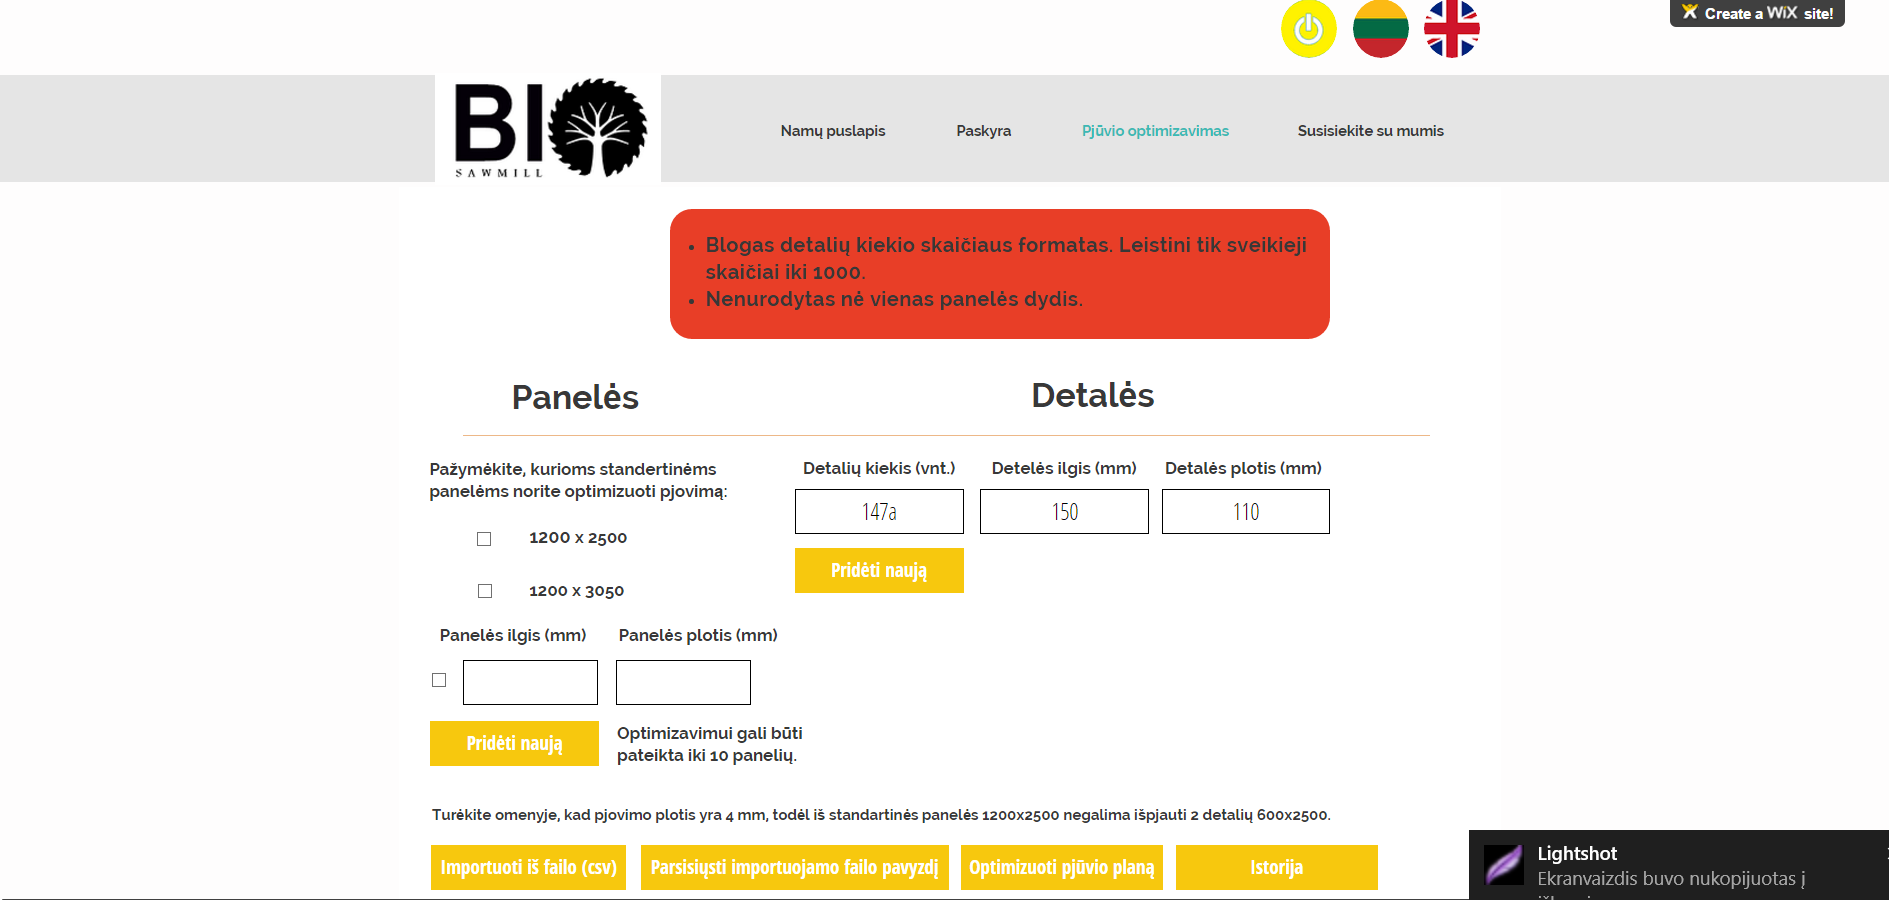 Create a WiX site!
BIO
SAWMILL
Namų puslapis
Paskyra
Pjūvio optimizavimas
Susisiekite su mumis
Blogas detalių kiekio skaičiaus formatas. Leistini tik sveikieji
skaičiai iki 1000.
Nenurodytas nė vienas panelės dydis.
Panelės
Detalės
Pažymėkite, kurioms standertinėms
panelėms norite optimizuoti pjovimą:
1200 x 2500
1200 x 3050
Panelės ilgis (mm)
Panelės plotis (mm)
Pridėti naują
Optimizavimui gali būti
pateikta iki 10 panelių.
Detalių kiekis (vnt.)
Detelės ilgis (mm)
Detalės plotis (mm)
147a
150
110
Pridėti naują
Turėkite omenyje, kad pjovimo plotis yra 4 mm, todėl iš standartinės panelės 1200x2500 negalima išpjauti 2 detalių 600x2500.
Importuoti iš failo (csv)
Parsisiųsti importuojamo failo pavyzdį
Optimizuoti pjūvio planą
Istorija
Lightshot
Ekranvaizdis buvo nukopijuotas į